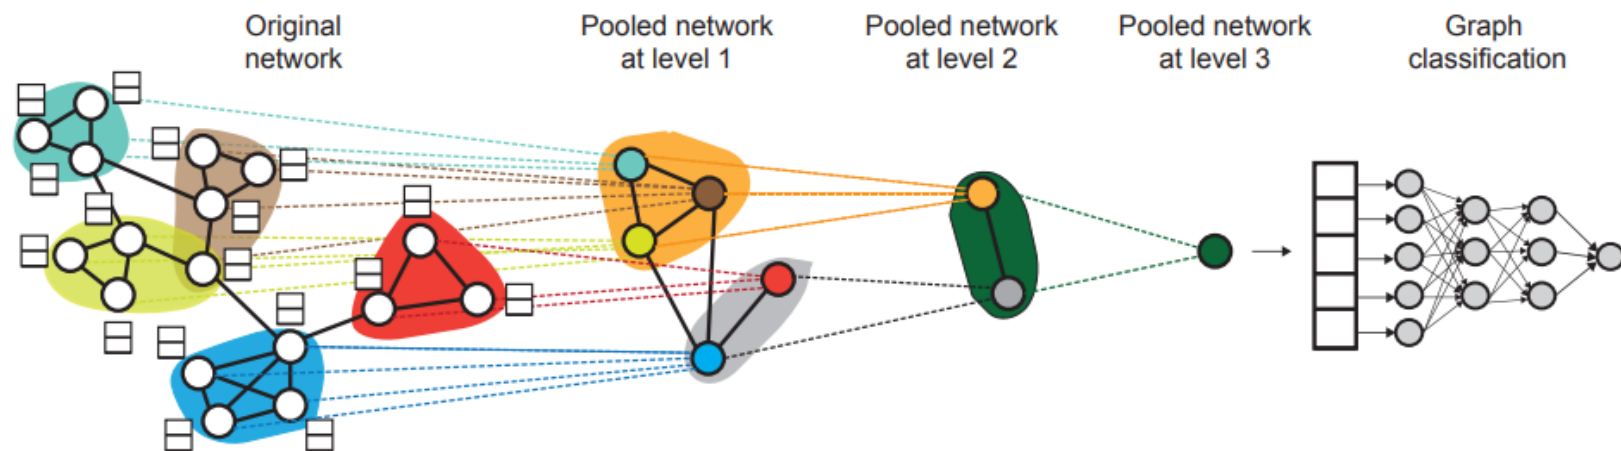 Original
network
Pooled network
at level 1
Pooled network
at level 2
Pooled network
at level 3
Graph
classification